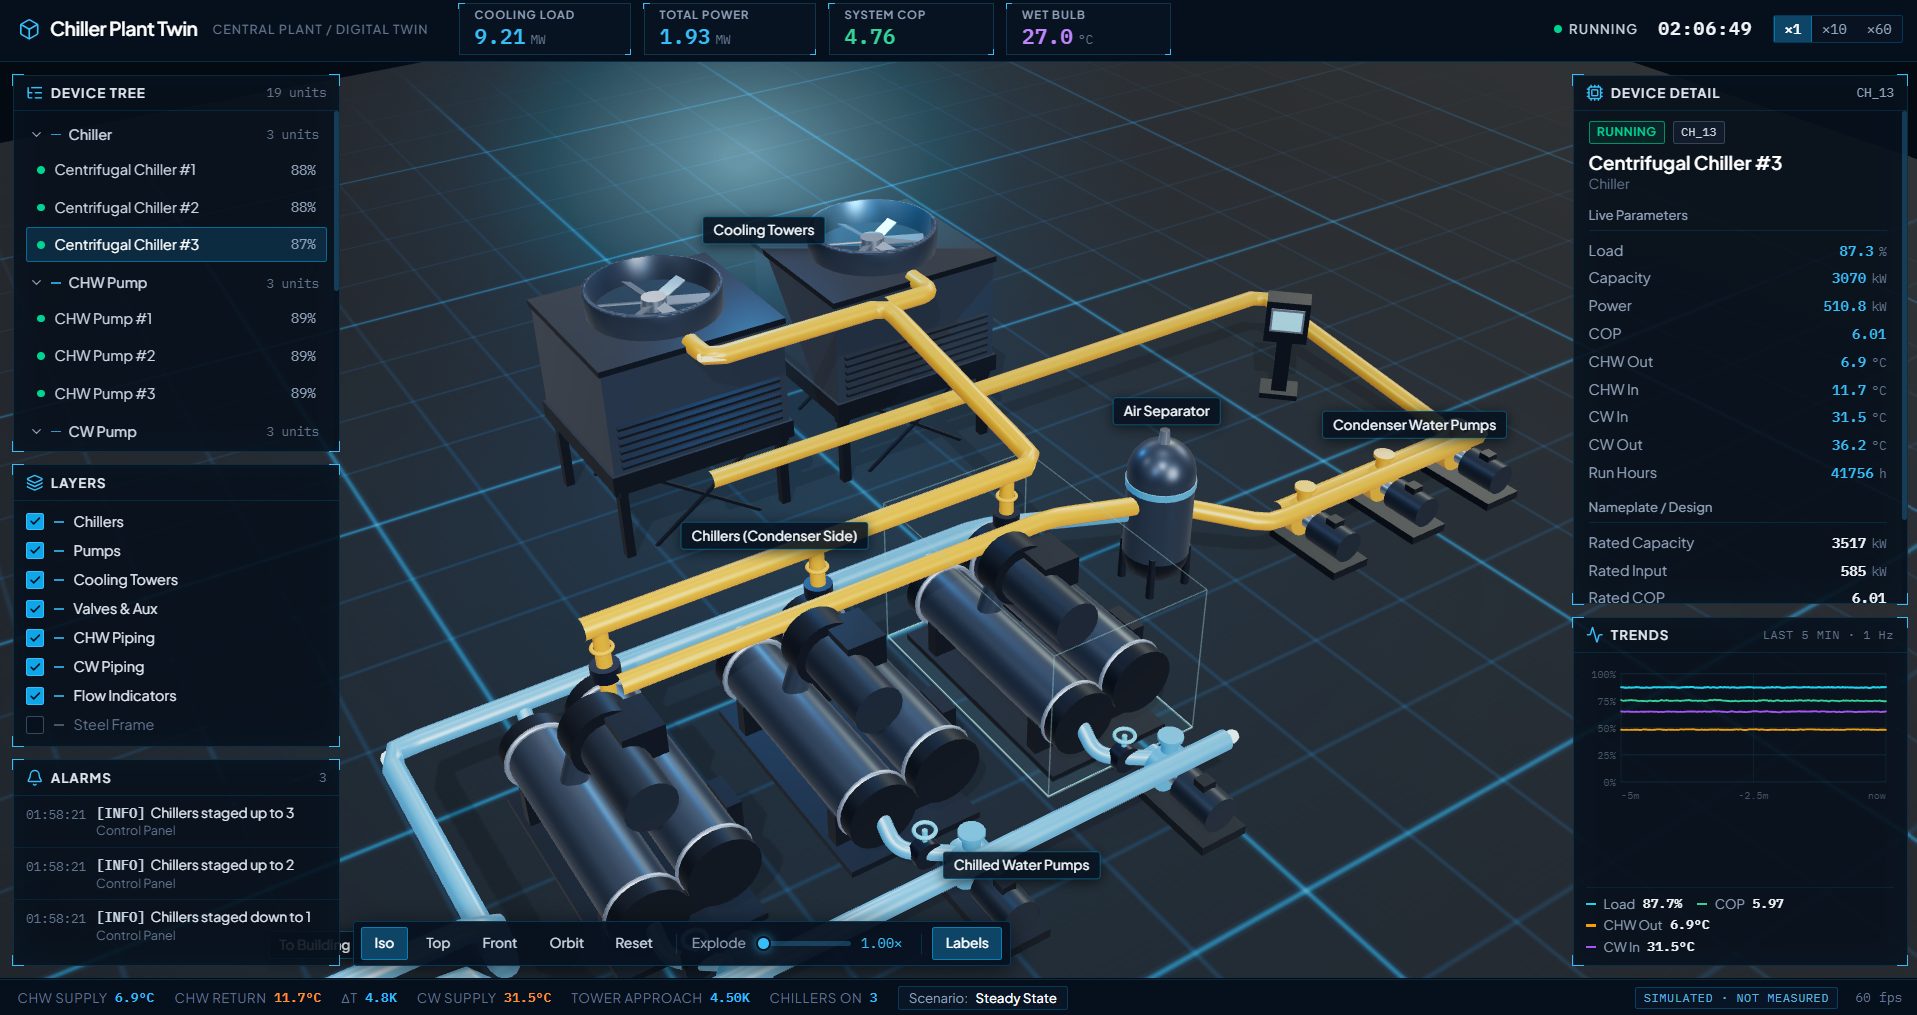 Chiller Plant Twin CENTRAL PLANT / DIGITAL TWIN
COOLING LOAD
9.21 MW
TOTAL POWER
1.93 MW
SYSTEM COP
4.76
WET BULB
27.0 °C
RUNNING 02:06:49 ×1 ×10 ×60
DEVICE TREE 19 units
Chiller 3 units
Centrifugal Chiller #1 88%
Centrifugal Chiller #2 88%
Centrifugal Chiller #3 87%
CHW Pump 3 units
CHW Pump #1 89%
CHW Pump #2 89%
CHW Pump #3 89%
CW Pump 3 units
LAYERS
Chillers
Pumps
Cooling Towers
Valves & Aux
CHW Piping
CW Piping
Flow Indicators
Steel Frame
ALARMS 3
01:58:21 [INFO] Chillers staged up to 3
Control Panel
01:58:21 [INFO] Chillers staged up to 2
Control Panel
01:58:21 [INFO] Chillers staged down to 1
Control Panel
Cooling Towers
Air Separator
Condenser Water Pumps
Chillers (Condenser Side)
Chilled Water Pumps
To Building
Iso Top Front Orbit Reset Explode 1.00× Labels
DEVICE DETAIL CH_13
RUNNING CH_13
Centrifugal Chiller #3
Chiller
Live Parameters
Load 87.3 %
Capacity 3070 kW
Power 510.8 kW
COP 6.01
CHW Out 6.9 °C
CHW In 11.7 °C
CW In 31.5 °C
CW Out 36.2 °C
Run Hours 41756 h
Nameplate / Design
Rated Capacity 3517 kW
Rated Input 585 kW
Rated COP 6.01
TRENDS LAST 5 MIN · 1 Hz
100%
75%
50%
25%
0%
-5m -2.5m now
Load 87.7% COP 5.97
CHW Out 6.9°C
CW In 31.5°C
CHW SUPPLY 6.9°C CHW RETURN 11.7°C ΔT 4.8K CW SUPPLY 31.5°C TOWER APPROACH 4.50K CHILLERS ON 3 Scenario: Steady State SIMULATED · NOT MEASURED 60 fps